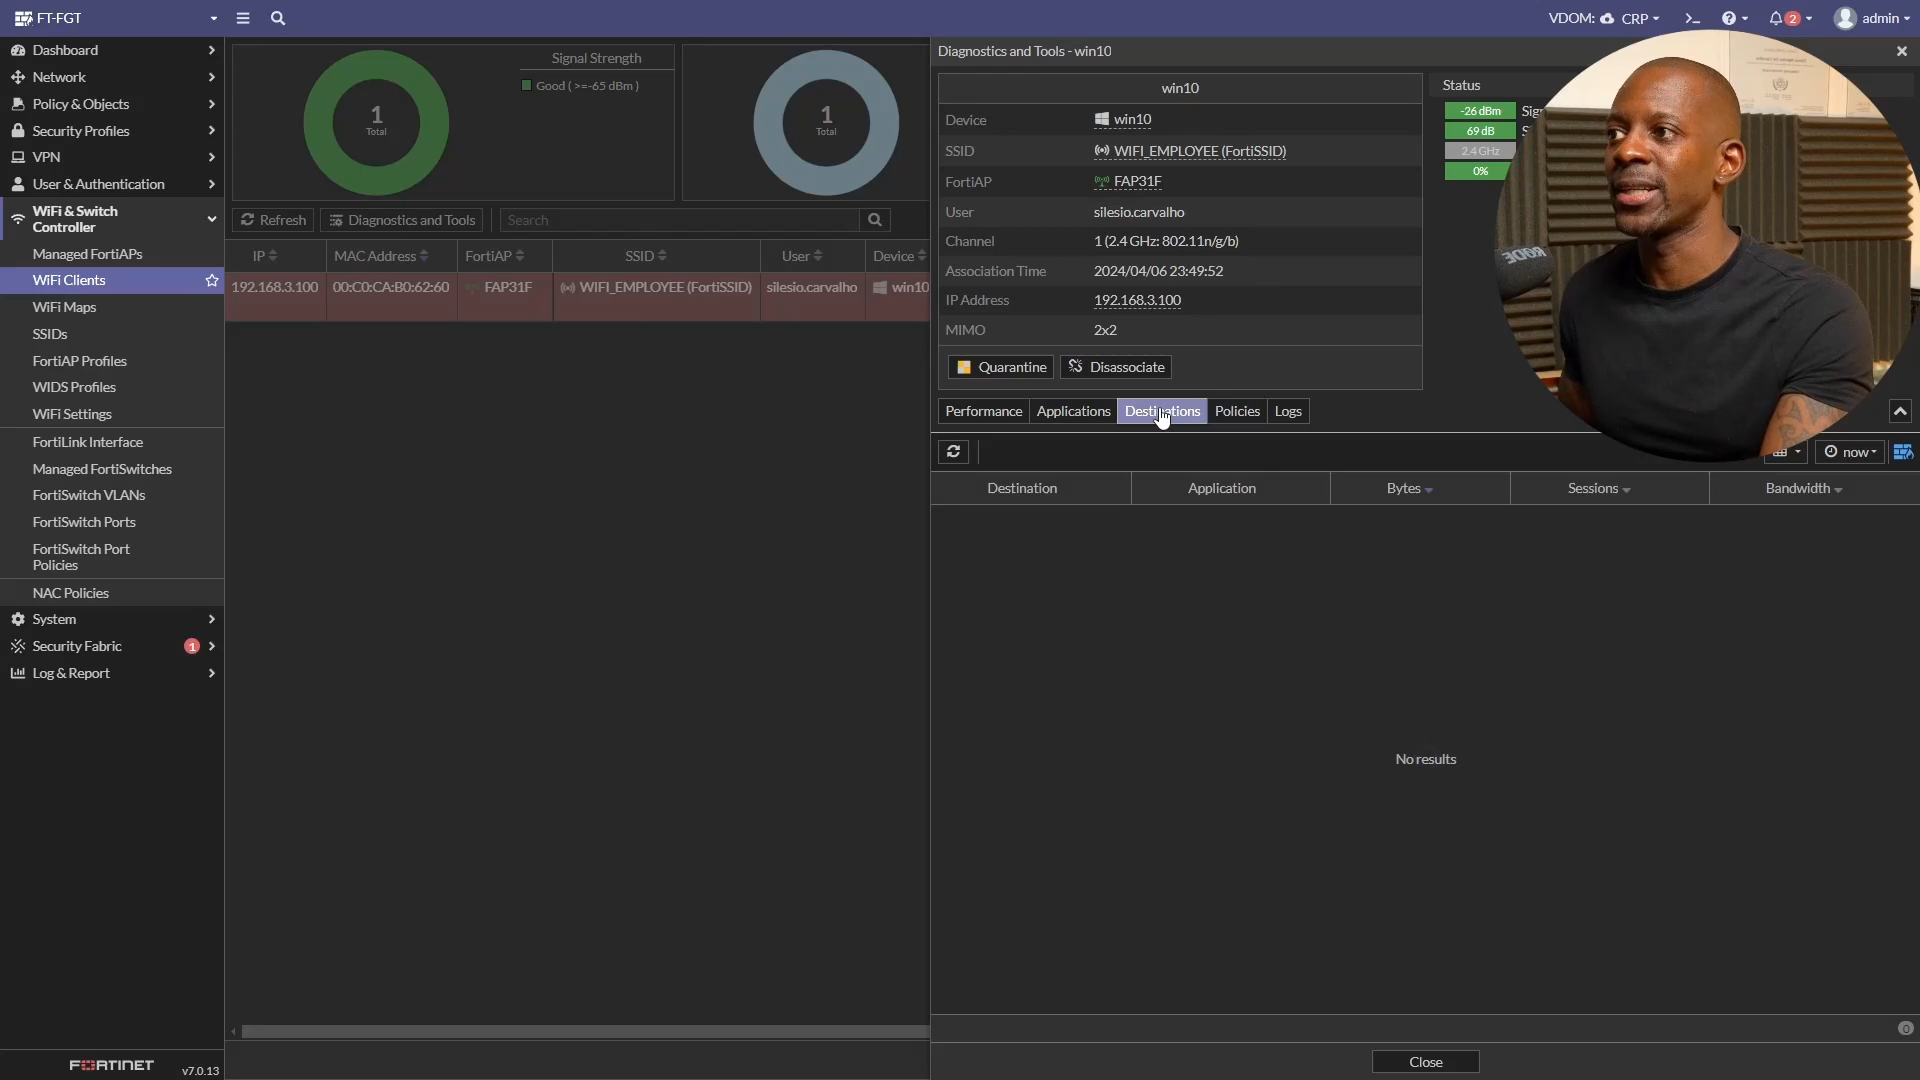 FT-FGT
VDOM: CRP
2
admin
Dashboard
Network
Policy & Objects
Security Profiles
VPN
User & Authentication
WiFi & Switch
Controller
Managed FortiAPs
WiFi Clients
WiFi Maps
SSIDs
FortiAP Profiles
WIDS Profiles
WiFi Settings
FortiLink Interface
Managed FortiSwitches
FortiSwitch VLANs
FortiSwitch Ports
FortiSwitch Port
Policies
NAC Policies
System
Security Fabric 1
Log & Report
FORTINET v7.0.13
1
Total
Signal Strength
Good ( >=-65 dBm )
1
Total
Refresh Diagnostics and Tools Search
IP MAC Address FortiAP SSID User Device
192.168.3.100 00:C0:CA:B0:62:60 FAP31F WIFI_EMPLOYEE (FortiSSID) silesio.carvalho win10
Diagnostics and Tools - win10
win10
Device win10
SSID WIFI_EMPLOYEE (FortiSSID)
FortiAP FAP31F
User silesio.carvalho
Channel 1 (2.4 GHz: 802.11n/g/b)
Association Time 2024/04/06 23:49:52
IP Address 192.168.3.100
MIMO 2x2
Quarantine Disassociate
Status
-26 dBm
69 dB
2.4 GHz
0%
RODE
Performance Applications Destinations Policies Logs
now
Destination Application Bytes Sessions Bandwidth
No results
0
Close